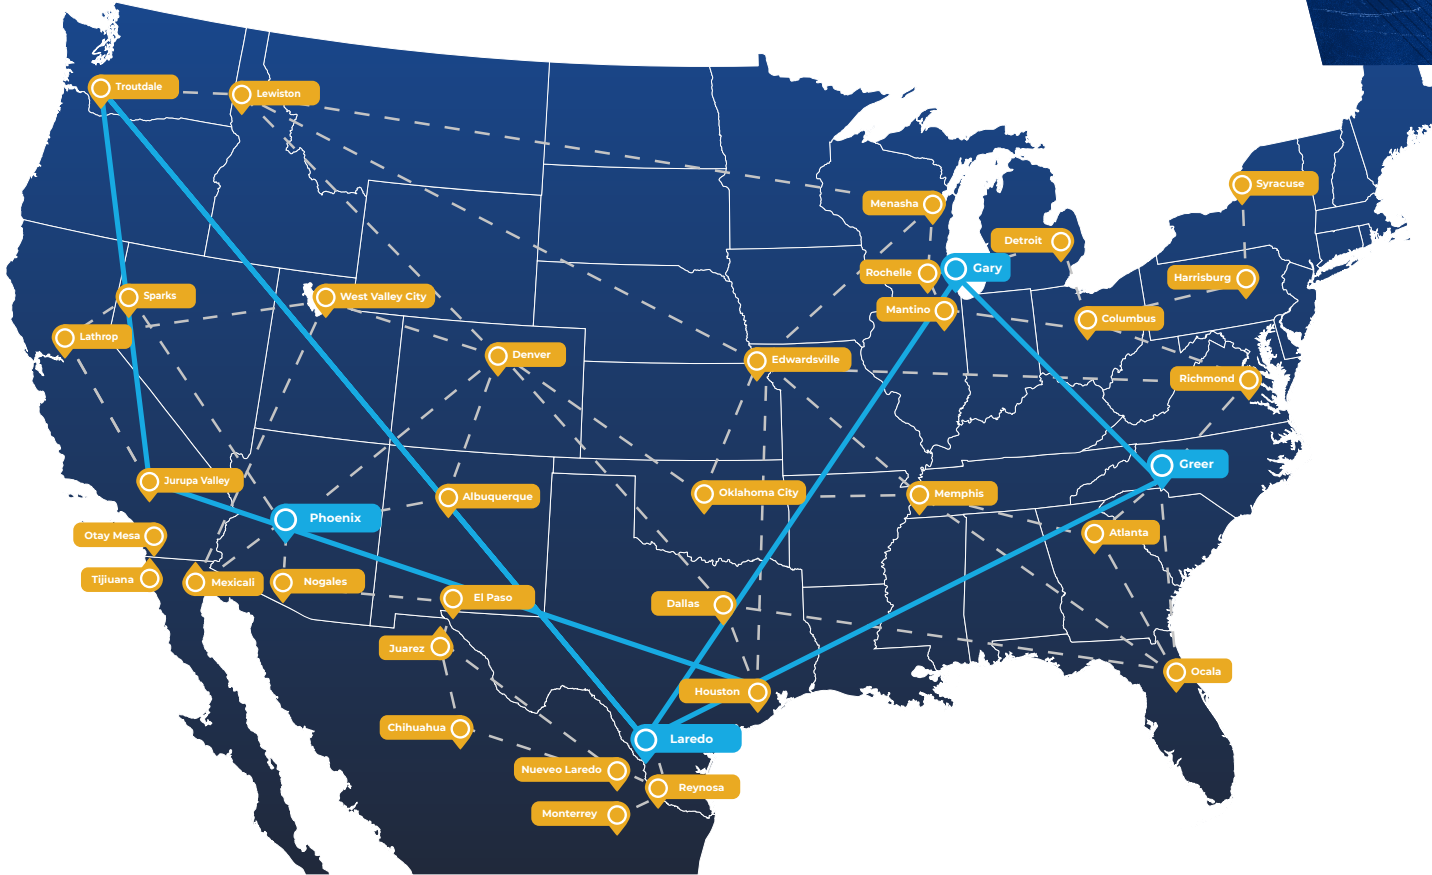 Troutdale
Lewiston
Syracuse
Menasha
Detroit
Gary
Rochelle
Harrisburg
Sparks
West Valley City
Mantino
Columbus
Lathrop
Denver
Edwardsville
Richmond
Greer
Jurupa Valley
Albuquerque
Oklahoma City
Memphis
Phoenix
Otay Mesa
Atlanta
Tijiuana
Mexicali
Nogales
El Paso
Dallas
Juarez
Ocala
Houston
Chihuahua
Laredo
Nueveo Laredo
Reynosa
Monterrey